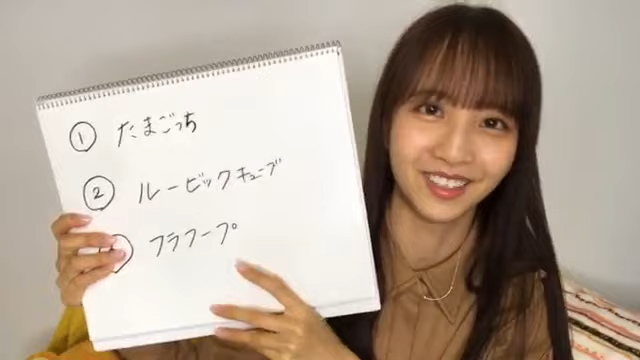 ① たまごっち
② ルービックキューブ
フラフープ